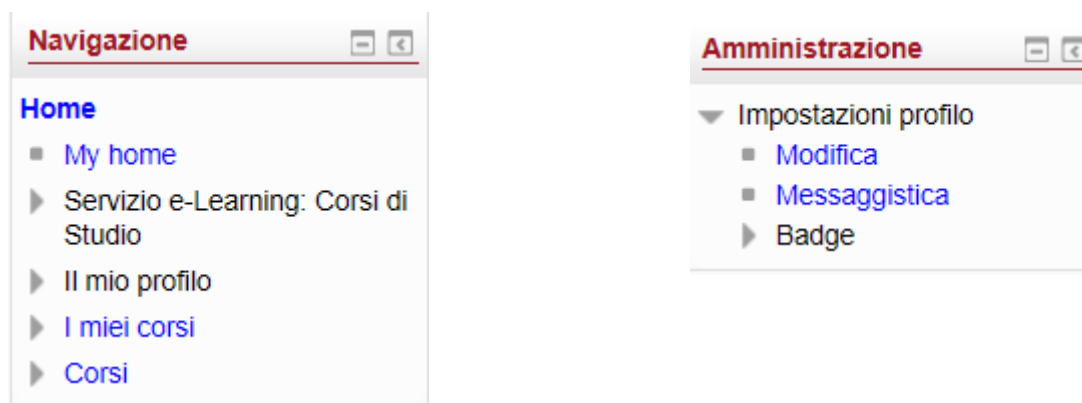 Navigazione
Home
My home
Servizio e-Learning: Corsi di
Studio
Il mio profilo
I miei corsi
Corsi
Amministrazione
Impostazioni profilo
Modifica
Messaggistica
Badge